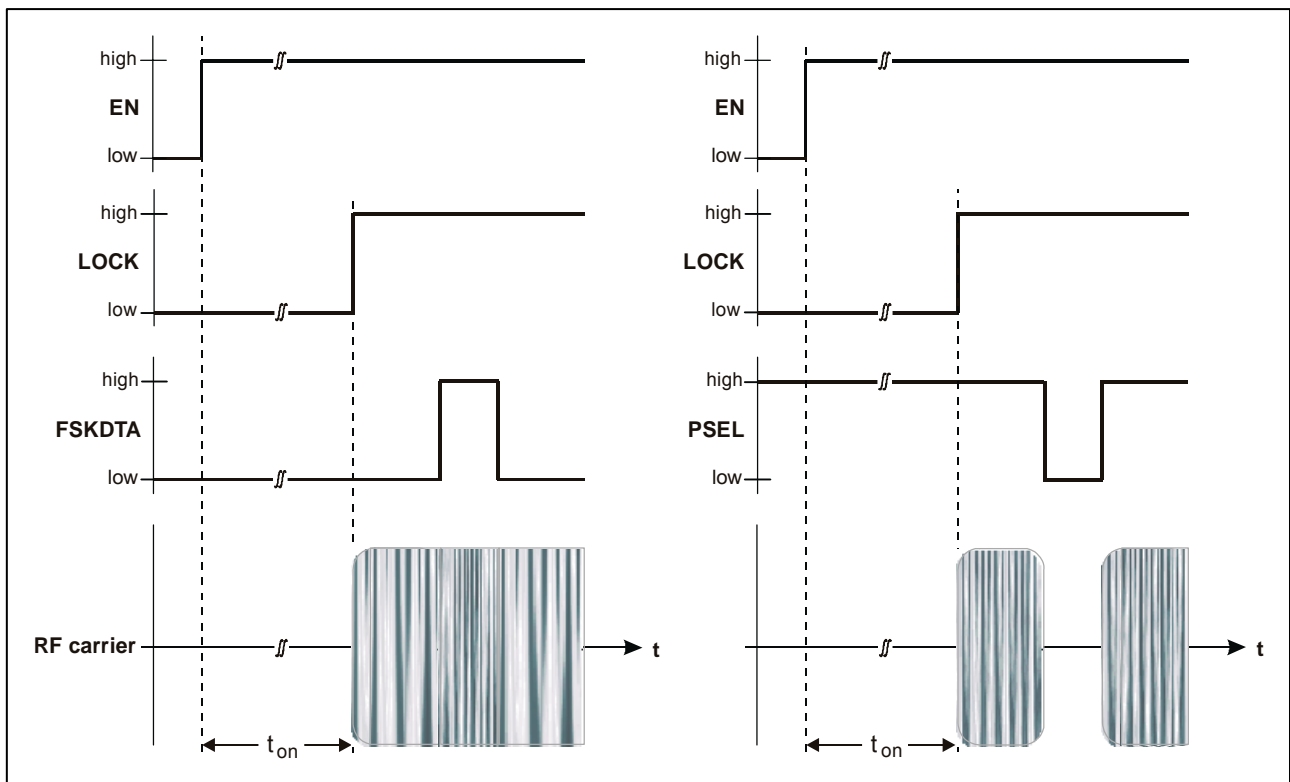 high
EN
low
high
LOCK
low
high
FSKDTA
low
RF carrier
t
t on
high
EN
low
high
LOCK
low
high
PSEL
low
t
t on